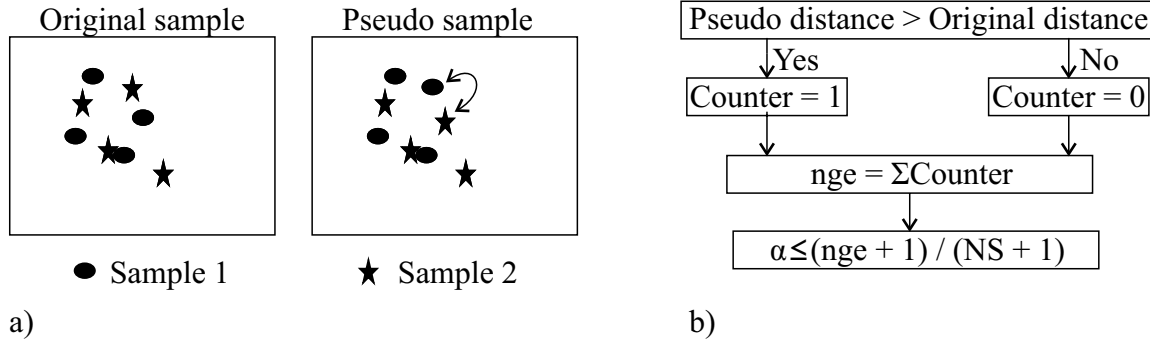 Original sample
Pseudo sample
Sample 1
Sample 2
a)
Pseudo distance > Original distance
Yes
No
Counter = 1
Counter = 0
nge = ΣCounter
α≤(nge + 1) / (NS + 1)
b)